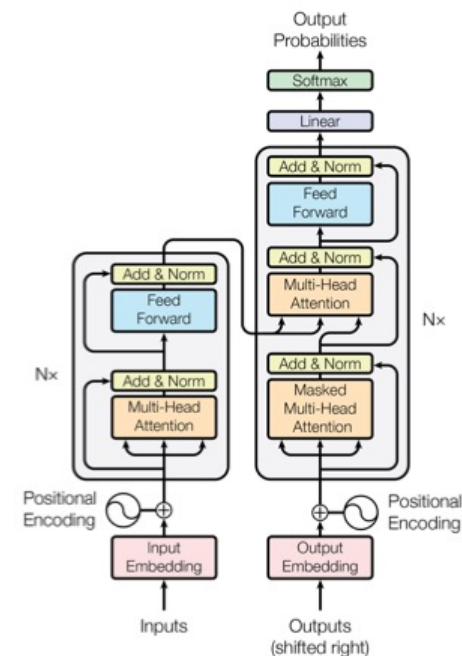 Output
Probabilities
Softmax
Linear
Add & Norm
Feed
Forward
Add & Norm
Multi-Head
Attention
Add & Norm
Masked
Multi-Head
Attention
Nx
Add & Norm
Feed
Forward
Add & Norm
Multi-Head
Attention
Nx
Positional
Encoding
Input
Embedding
Inputs
Positional
Encoding
Output
Embedding
Outputs
(shifted right)